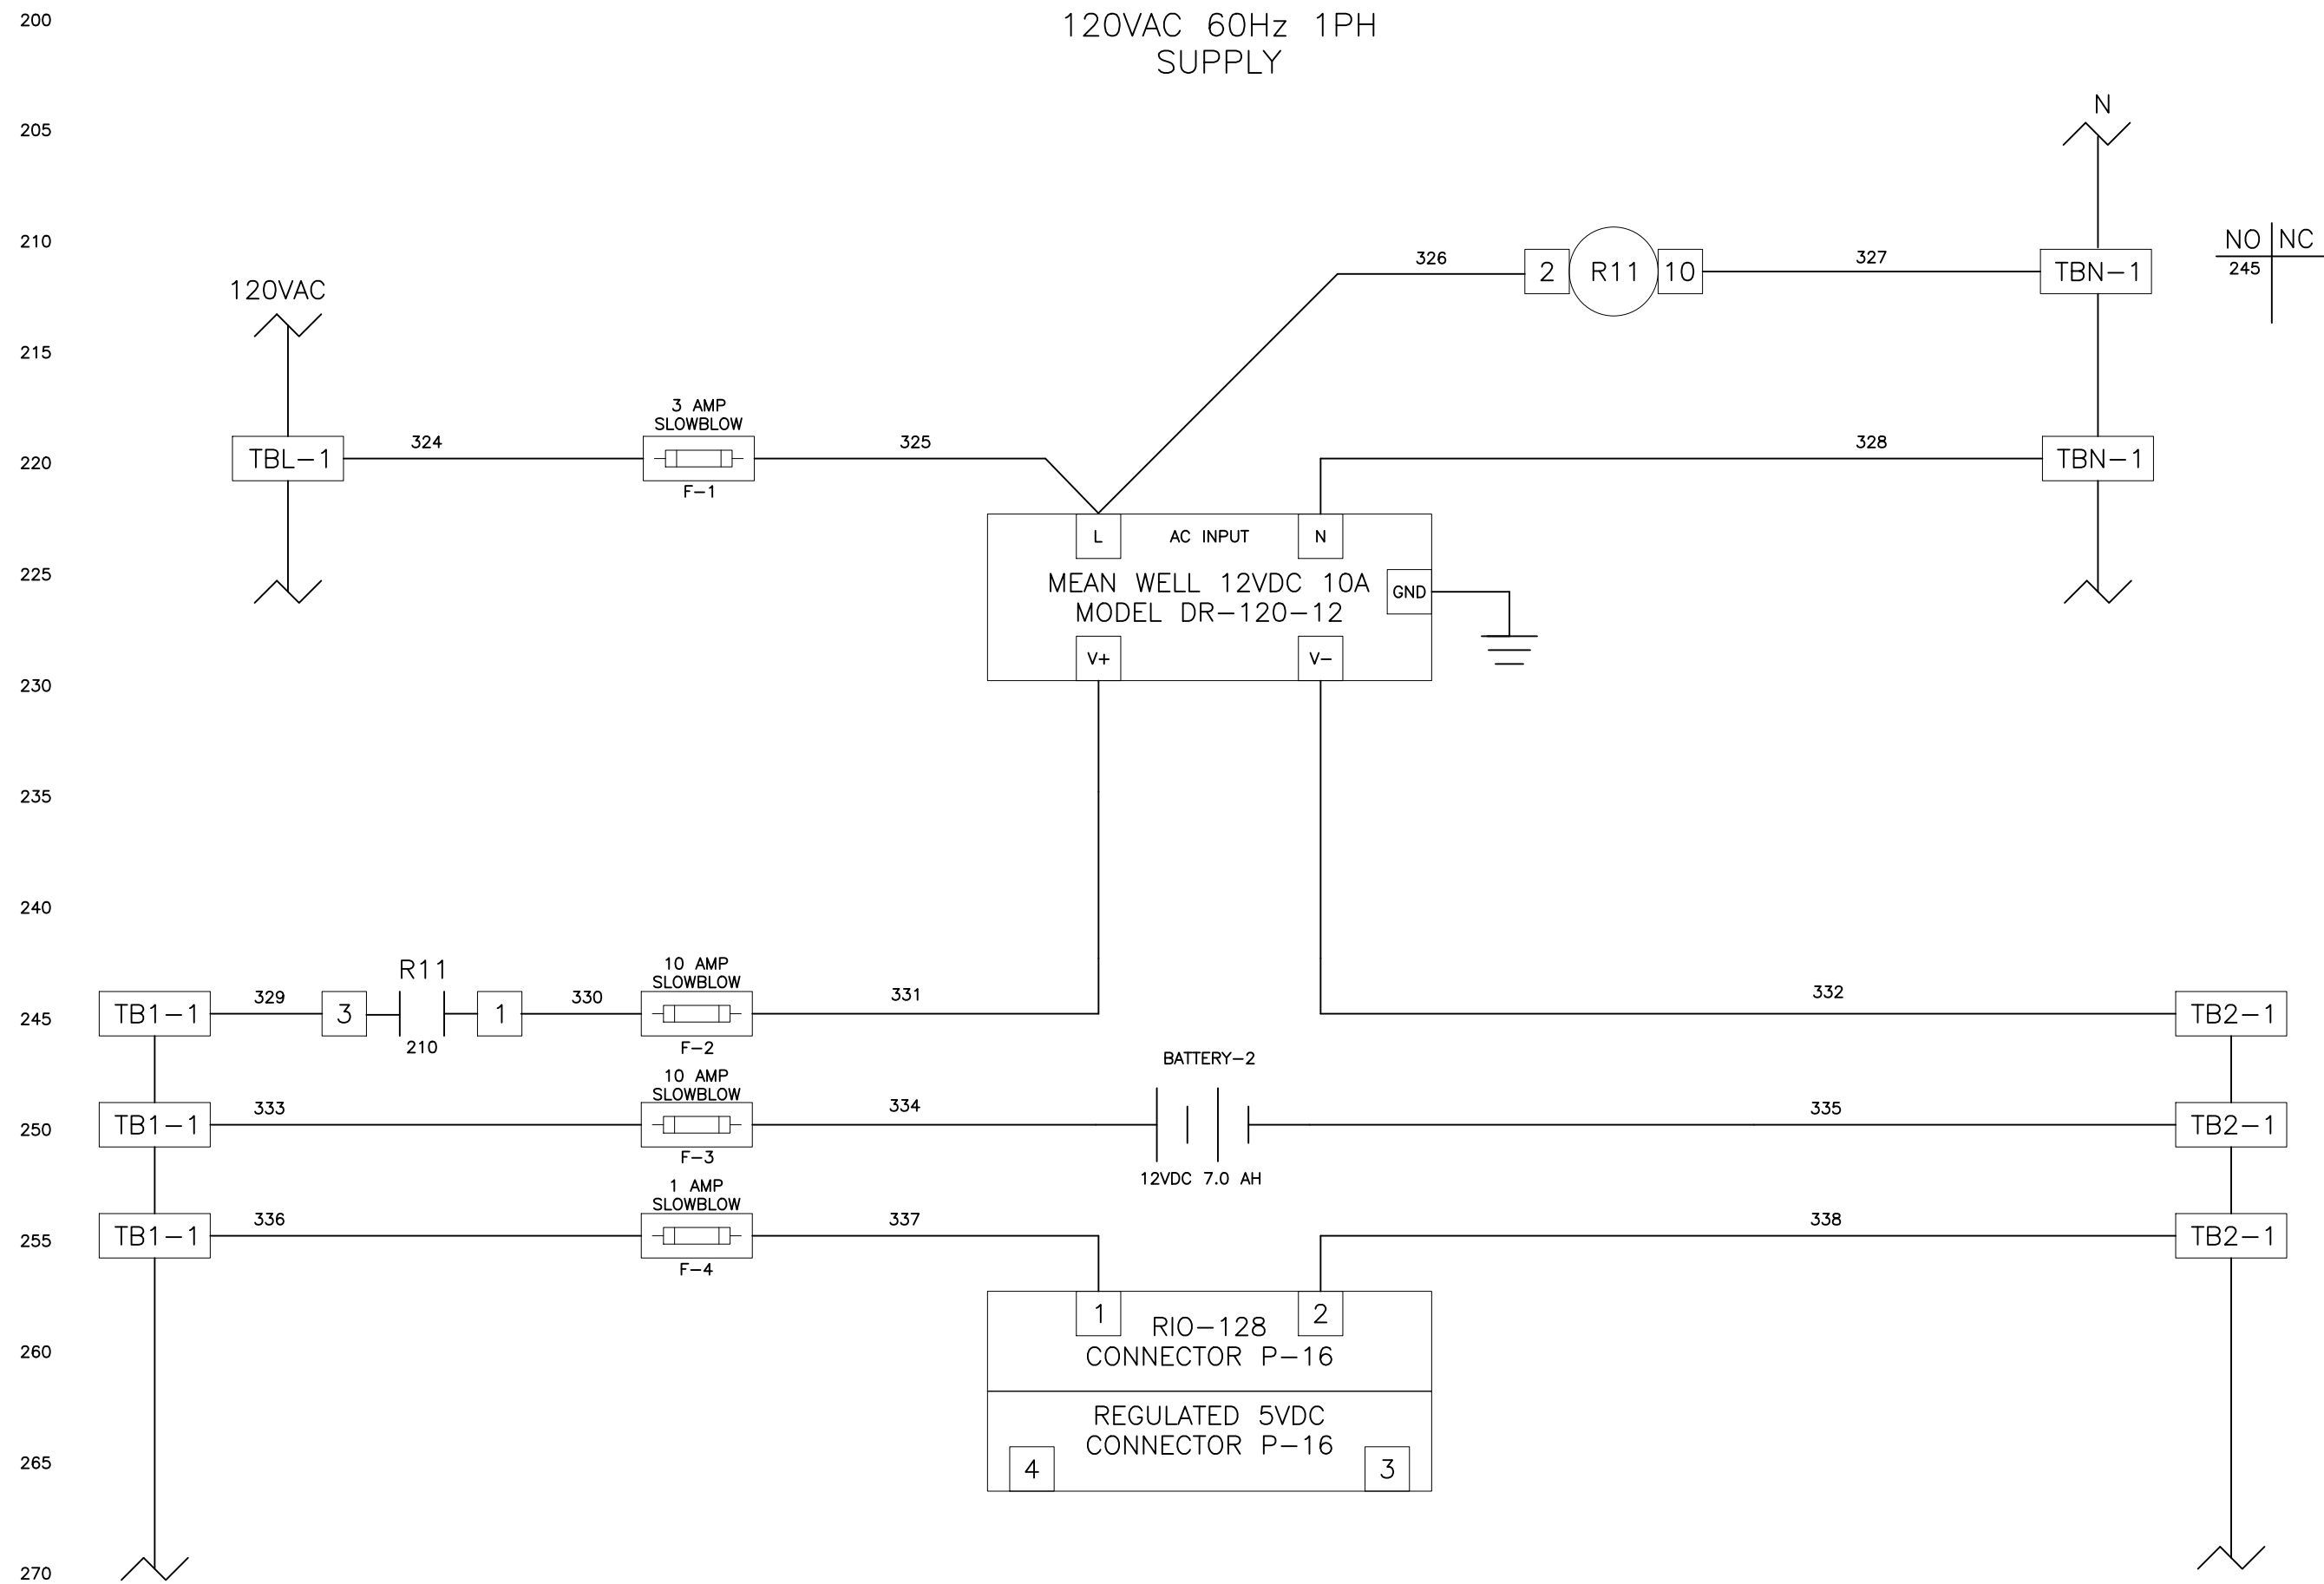 200
120VAC 60Hz 1PH
SUPPLY
N
205
210
326
2
R11
10
327
TBN-1
NO
NC
245
120VAC
215
3 AMP
SLOWBLOW
220
TBL-1
324
F-1
325
328
TBN-1
L
AC INPUT
N
225
MEAN WELL 12VDC 10A
MODEL DR-120-12
GND
V+
V-
230
235
240
R11
10 AMP
SLOWBLOW
245
TB1-1
329
3
1
330
331
332
TB2-1
210
F-2
BATTERY-2
10 AMP
SLOWBLOW
250
TB1-1
333
334
335
TB2-1
F-3
12VDC 7.0 AH
1 AMP
SLOWBLOW
255
TB1-1
336
337
338
TB2-1
F-4
1
2
260
RIO-128
CONNECTOR P-16
REGULATED 5VDC
CONNECTOR P-16
265
4
3
270